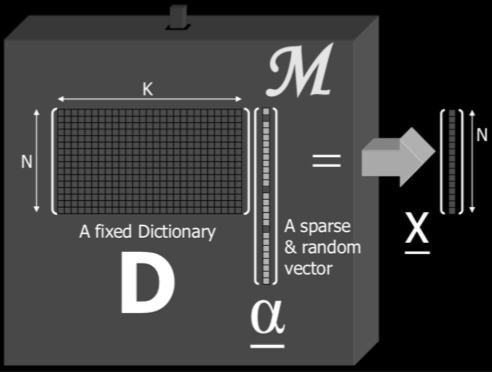 M
K
N
=
N
A fixed Dictionary
A sparse
& random
vector
X
D
α